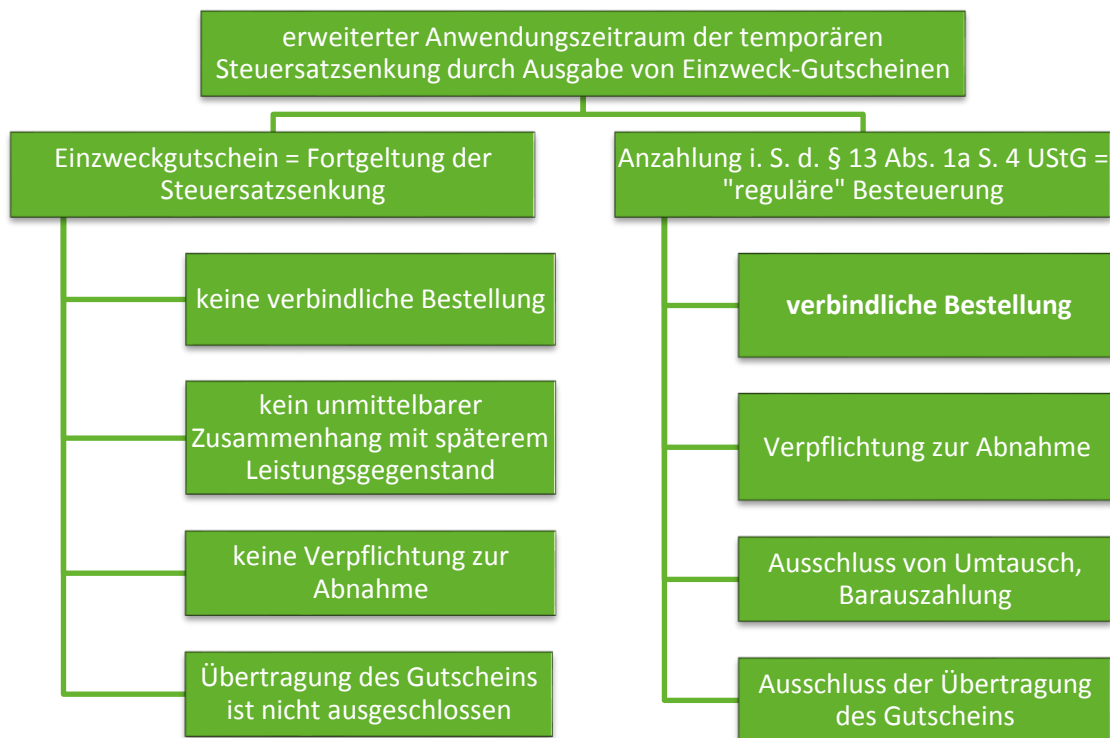 erweiterter Anwendungszeitraum der temporären
Steuersatzsenkung durch Ausgabe von Einzweck-Gutscheinen
Einzweckgutschein = Fortgeltung der
Steuersatzsenkung
keine verbindliche Bestellung
kein unmittelbarer
Zusammenhang mit späterem
Leistungsgegenstand
keine Verpflichtung zur
Abnahme
Übertragung des Gutscheins
ist nicht ausgeschlossen
Anzahlung i. S. d. § 13 Abs. 1a S. 4 UStG =
"reguläre" Besteuerung
verbindliche Bestellung
Verpflichtung zur Abnahme
Ausschluss von Umtausch,
Barauszahlung
Ausschluss der Übertragung
des Gutscheins